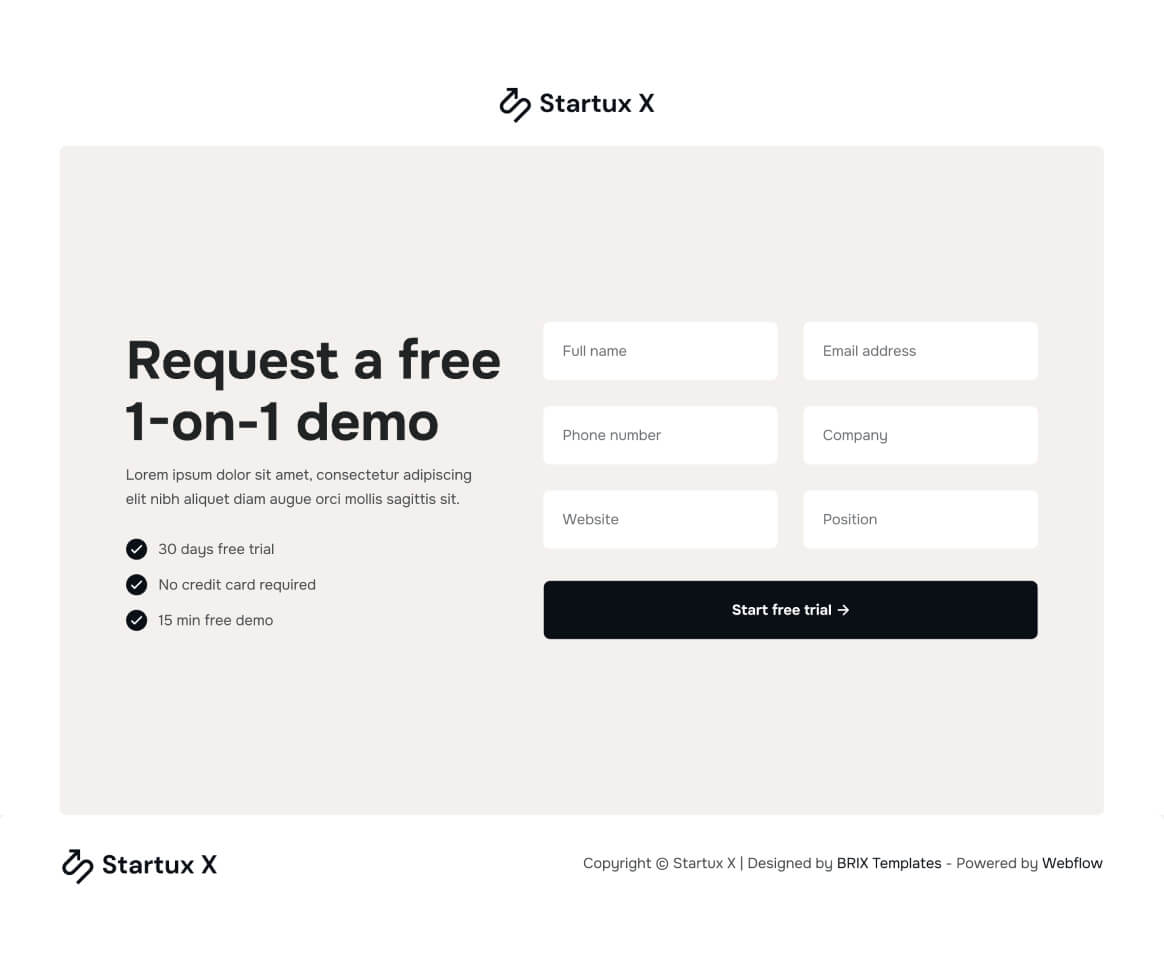 Startux X
Request a free
1-on-1 demo
Lorem ipsum dolor sit amet, consectetur adipiscing
elit nibh aliquet diam augue orci mollis sagittis sit.
30 days free trial
No credit card required
15 min free demo
Full name
Email address
Phone number
Company
Website
Position
Start free trial →
Startux X
Copyright © Startux X | Designed by BRIX Templates - Powered by Webflow